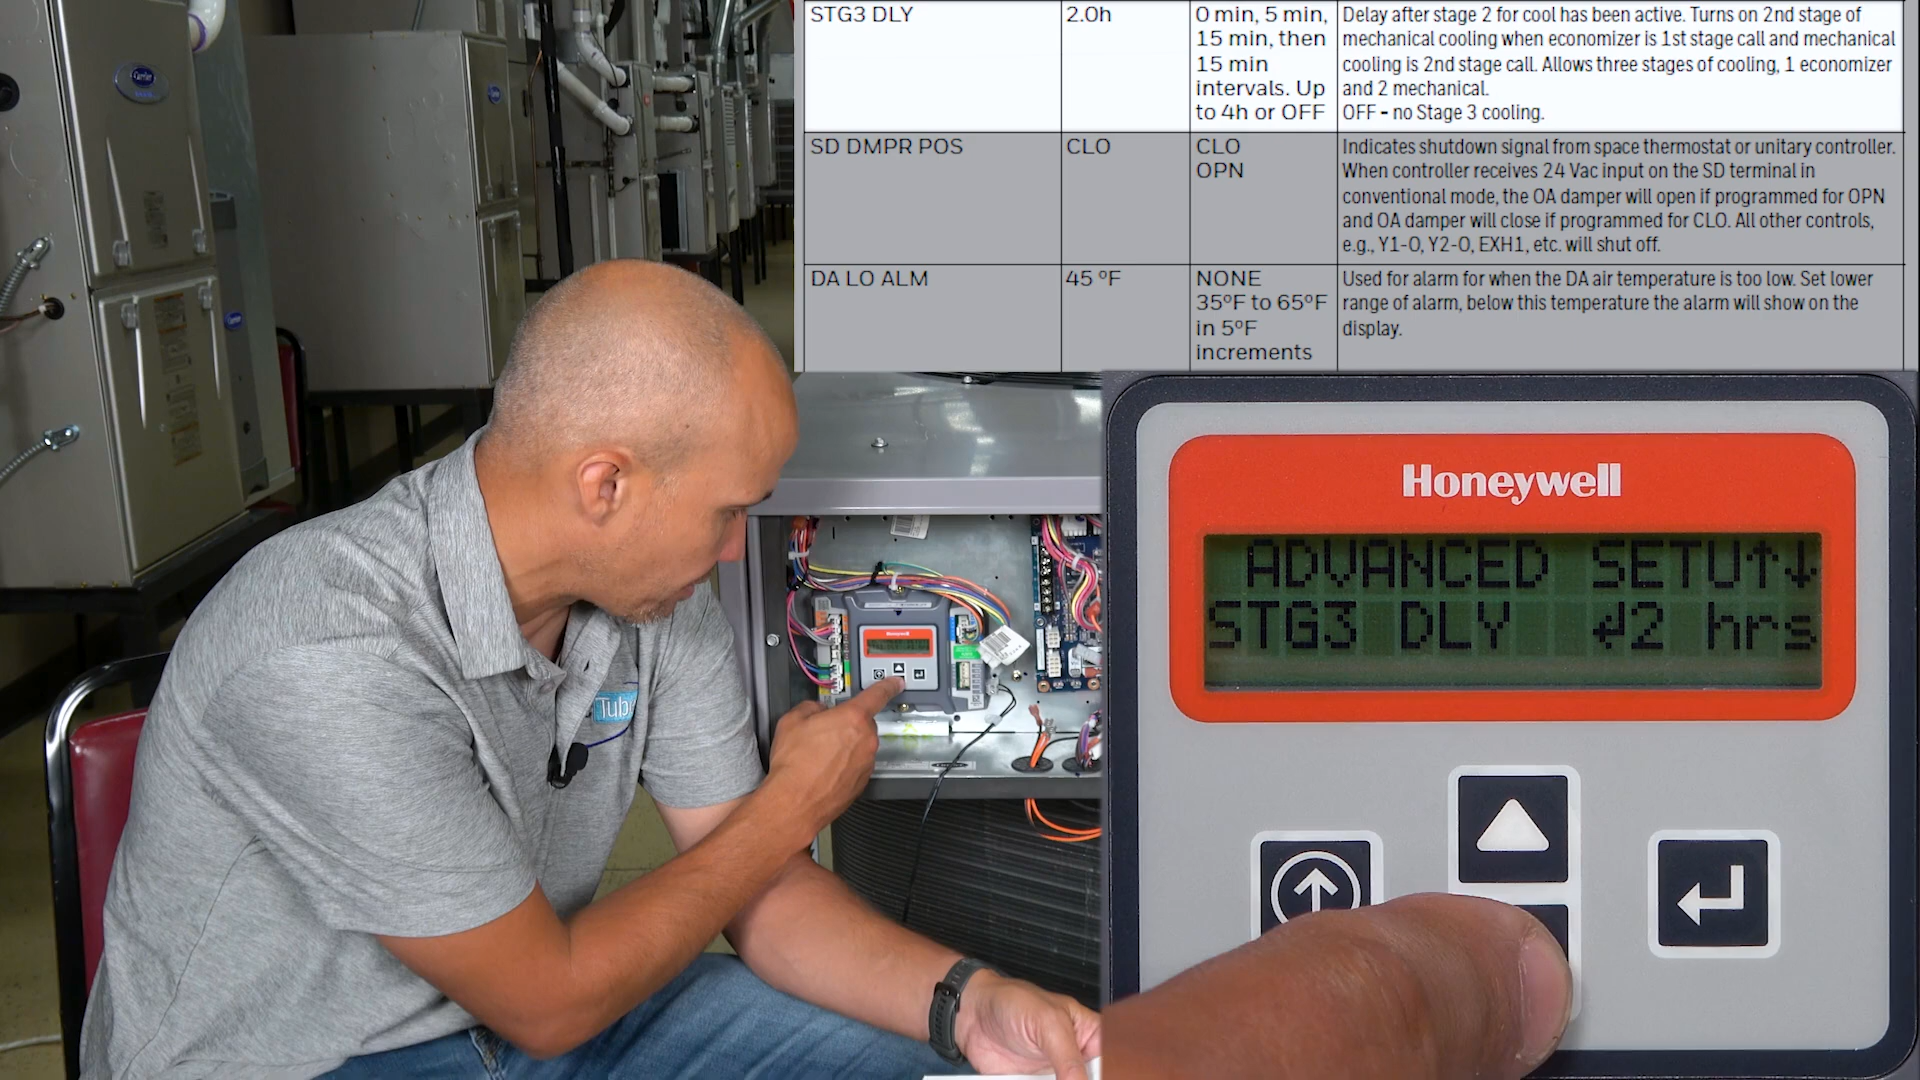 STG3 DLY
2.0h
0 min, 5 min,
15 min, then
15 min
intervals. Up
to 4h or OFF
Delay after stage 2 for cool has been active. Turns on 2nd stage of
mechanical cooling when economizer is 1st stage call and mechanical
cooling is 2nd stage call. Allows three stages of cooling, 1 economizer
and 2 mechanical.
OFF - no Stage 3 cooling.
SD DMPR POS
CLO
CLO
OPN
Indicates shutdown signal from space thermostat or unitary controller.
When controller receives 24 Vac input on the SD terminal in
conventional mode, the OA damper will open if programmed for OPN
and OA damper will close if programmed for CLO. All other controls,
e.g., Y1-O, Y2-O, EXH1, etc. will shut off.
DA LO ALM
45 ºF
NONE
35ºF to 65ºF
in 5ºF
increments
Used for alarm for when the DA air temperature is too low. Set lower
range of alarm, below this temperature the alarm will show on the
display.
Honeywell
ADVANCED SETU↑↓
STG3 DLY ↲2 hrs
Carrier
Carrier
Honeywell